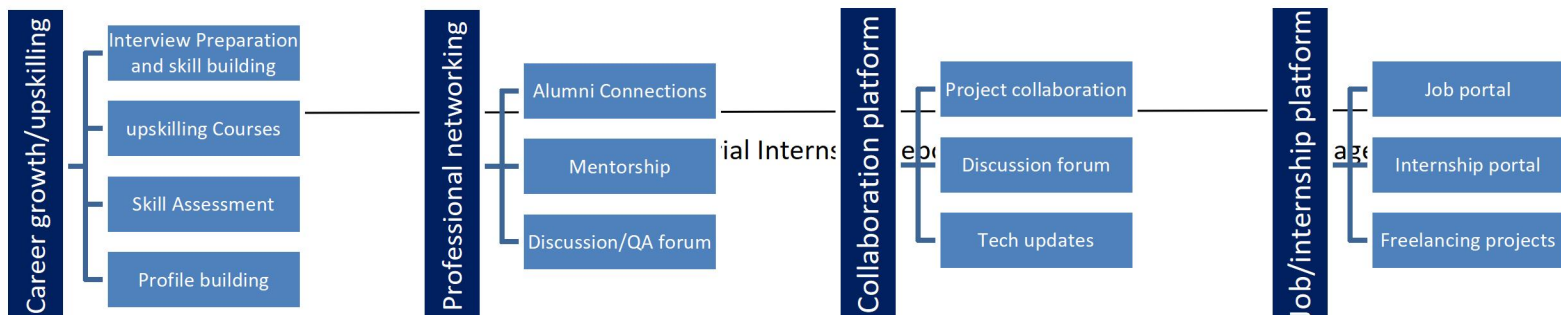 Career growth/upskilling
Interview Preparation
and skill building
upskilling Courses
Skill Assessment
Profile building
Professional networking
Alumni Connections
Mentorship
Discussion/QA forum
Collaboration platform
Project collaboration
Discussion forum
Tech updates
Job/internship platform
Job portal
Internship portal
Freelancing projects